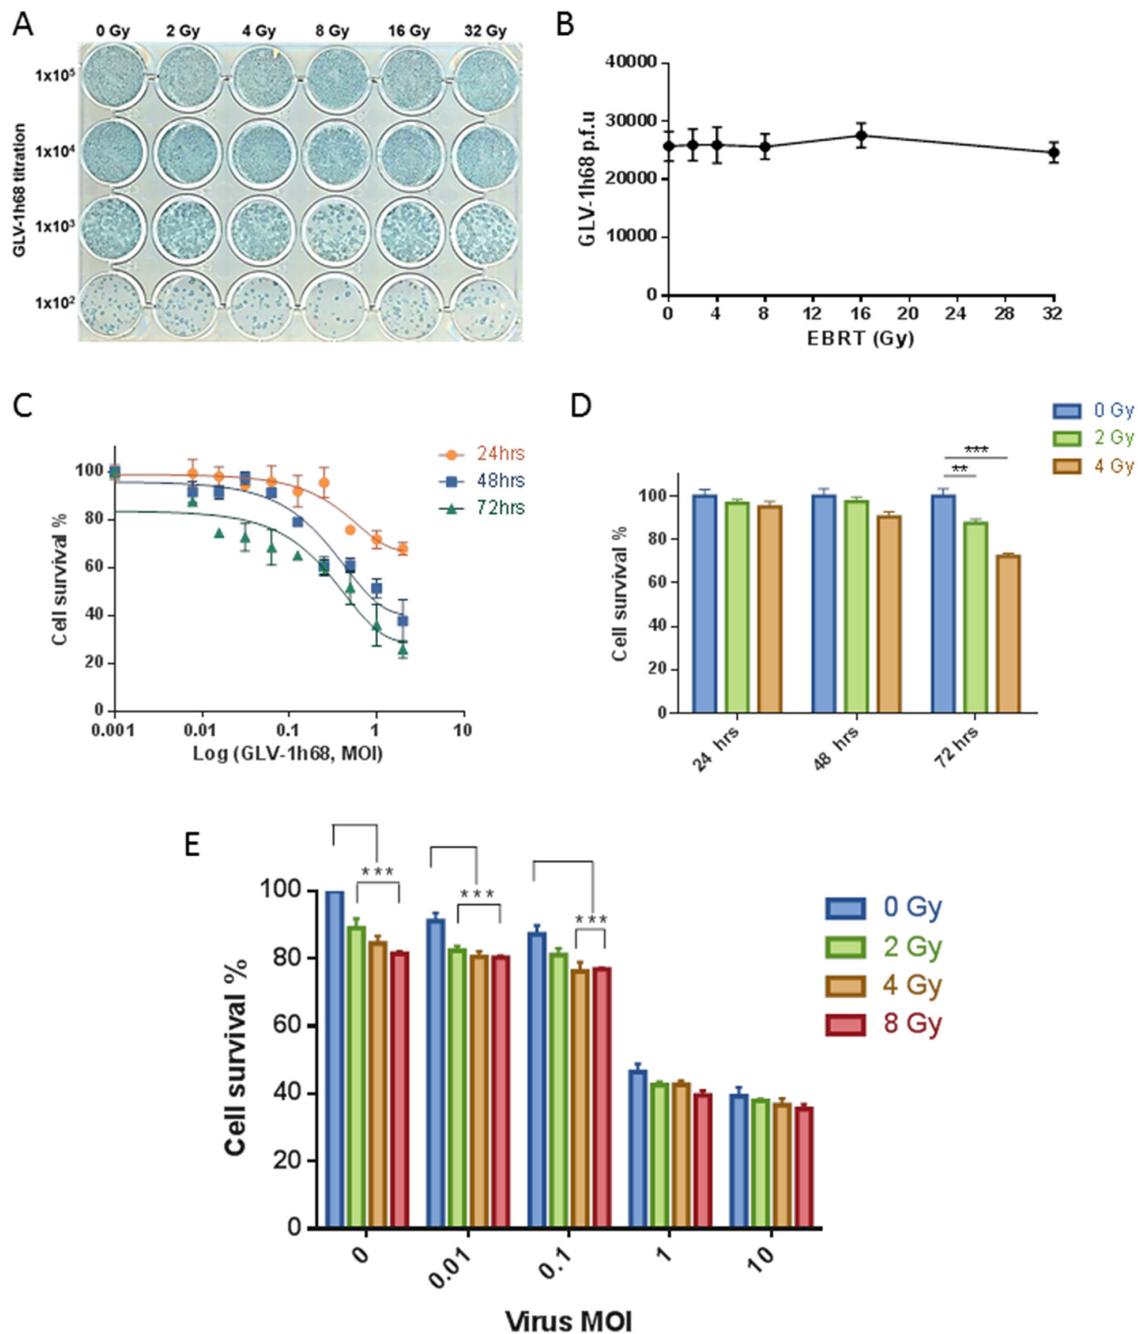 A
0 Gy 2 Gy 4 Gy 8 Gy 16 Gy 32 Gy
GLV-1h68 titration
1x10⁵
1x10⁴
1x10³
1x10²
B
GLV-1h68 p.f.u
40000
30000
20000
10000
0
0 4 8 12 16 20 24 28 32
EBRT (Gy)
C
24hrs
48hrs
72hrs
Cell survival %
100
80
60
40
20
0
0.001 0.01 0.1 1 10
Log (GLV-1h68, MOI)
D
0 Gy
2 Gy
4 Gy
***
**
Cell survival %
100
80
60
40
20
0
24 hrs 48 hrs 72 hrs
E
*** *** ***
0 Gy
2 Gy
4 Gy
8 Gy
Cell survival %
100
80
60
40
20
0
0 0.01 0.1 1 10
Virus MOI